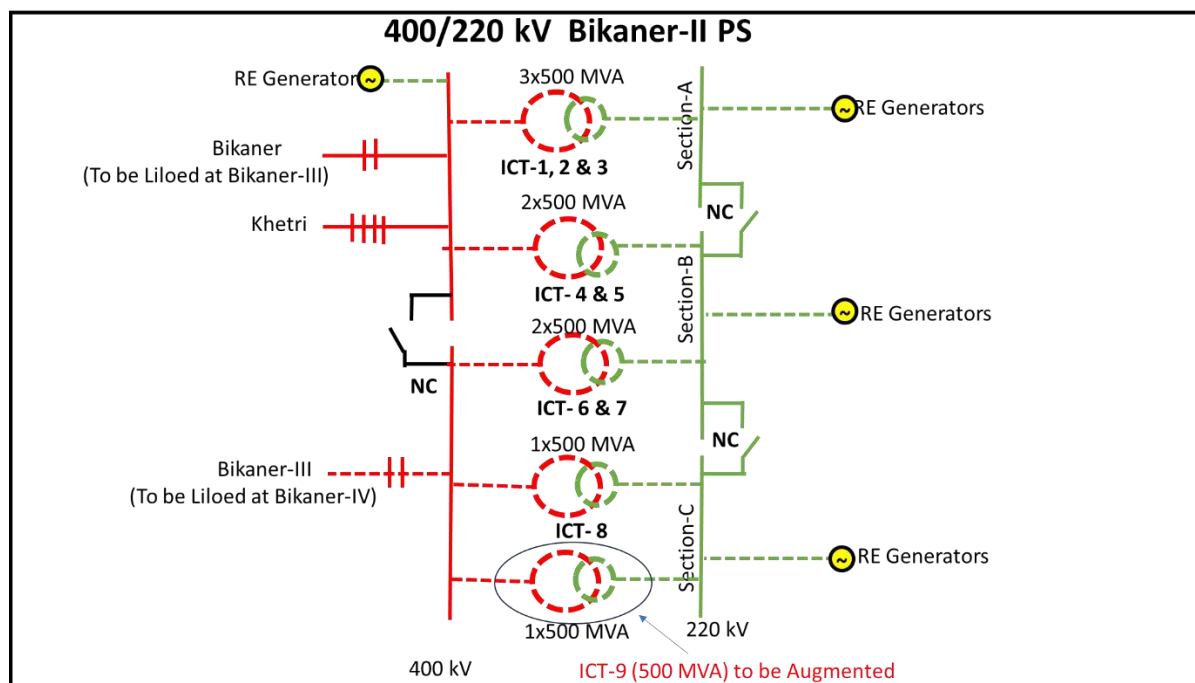 400/220 kV Bikaner-II PS
RE Generator
~
3x500 MVA
Section-A
~
RE Generators
Bikaner
(To be Liloed at Bikaner-III)
ICT-1, 2 & 3
2x500 MVA
NC
Khetri
ICT- 4 & 5
Section-B
~
RE Generators
2x500 MVA
NC
ICT- 6 & 7
NC
1x500 MVA
Bikaner-III
(To be Liloed at Bikaner-IV)
ICT- 8
Section-C
~
RE Generators
1x500 MVA
220 kV
400 kV
ICT-9 (500 MVA) to be Augmented